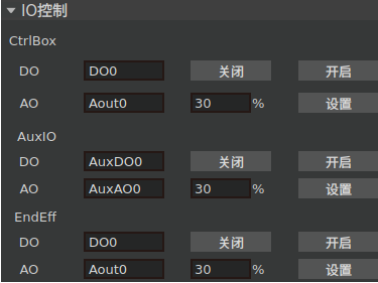 IO控制
CtrlBox
DO DO0 关闭 开启
AO Aout0 30 % 设置
AuxIO
DO AuxDO0 关闭 开启
AO AuxAO0 30 % 设置
EndEff
DO DO0 关闭 开启
AO Aout0 30 % 设置